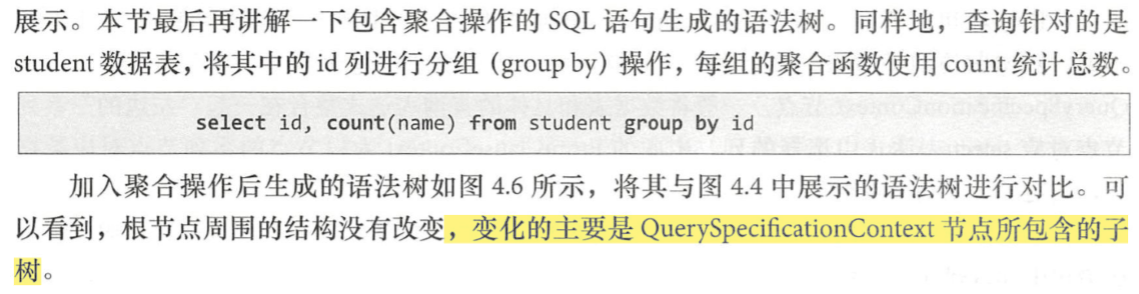 展示。本节最后再讲解一下包含聚合操作的 SQL 语句生成的语法树。同样地，查询针对的是
student 数据表，将其中的 id 列进行分组（group by）操作，每组的聚合函数使用 count 统计总数。
select id, count(name) from student group by id
加入聚合操作后生成的语法树如图 4.6 所示，将其与图 4.4 中展示的语法树进行对比。可
以看到，根节点周围的结构没有改变，变化的主要是 QuerySpecificationContext 节点所包含的子
树。